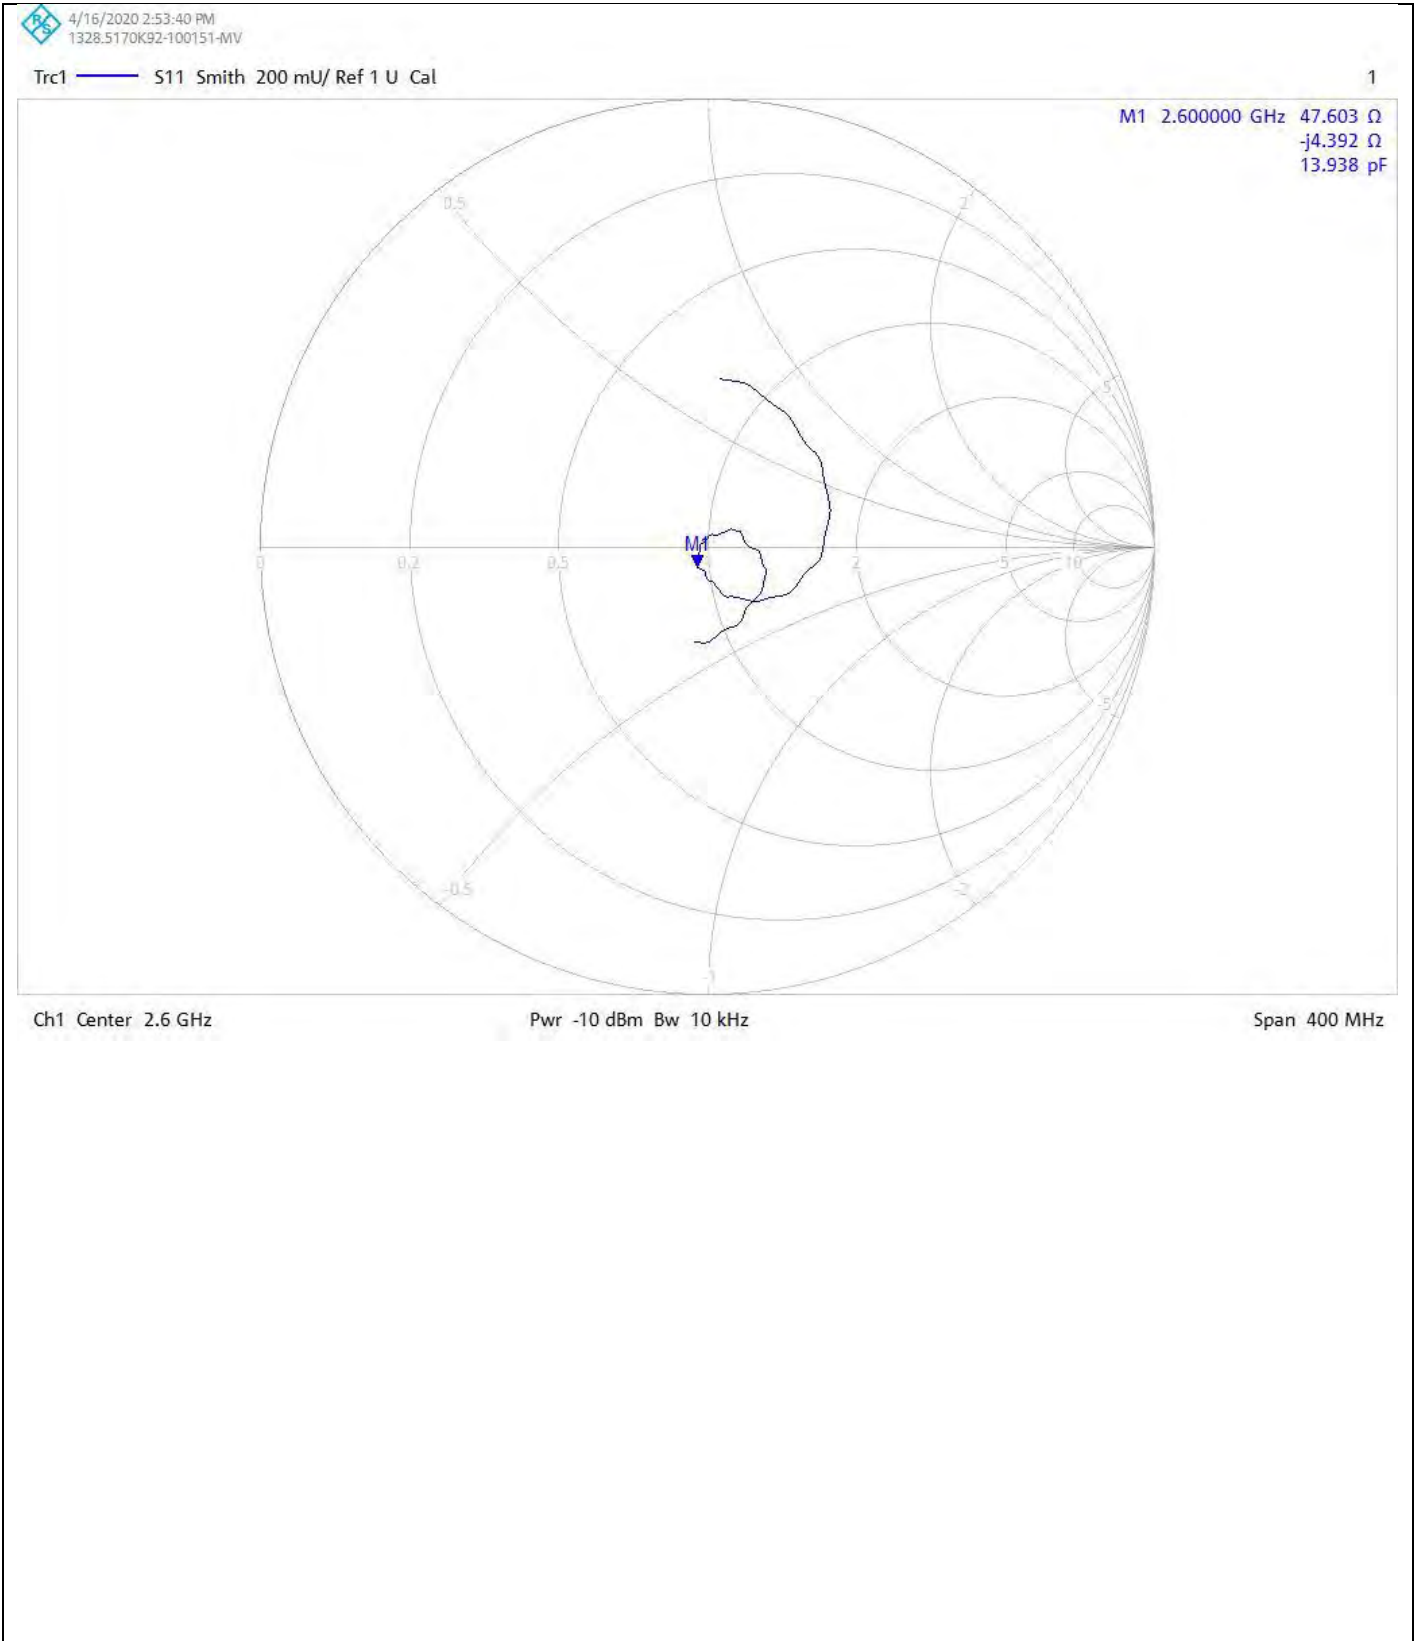 R/S
4/16/2020 2:53:40 PM
1328.5170K92-100151-MV
Trc1 S11 Smith 200 mU/ Ref 1 U Cal
1
M1 2.600000 GHz 47.603 Ω
-j4.392 Ω
13.938 pF
0.5
2
5
M1
0
0.2
0.5
1
2
5
10
-5
-0.5
-2
-1
Ch1 Center 2.6 GHz
Pwr -10 dBm Bw 10 kHz
Span 400 MHz